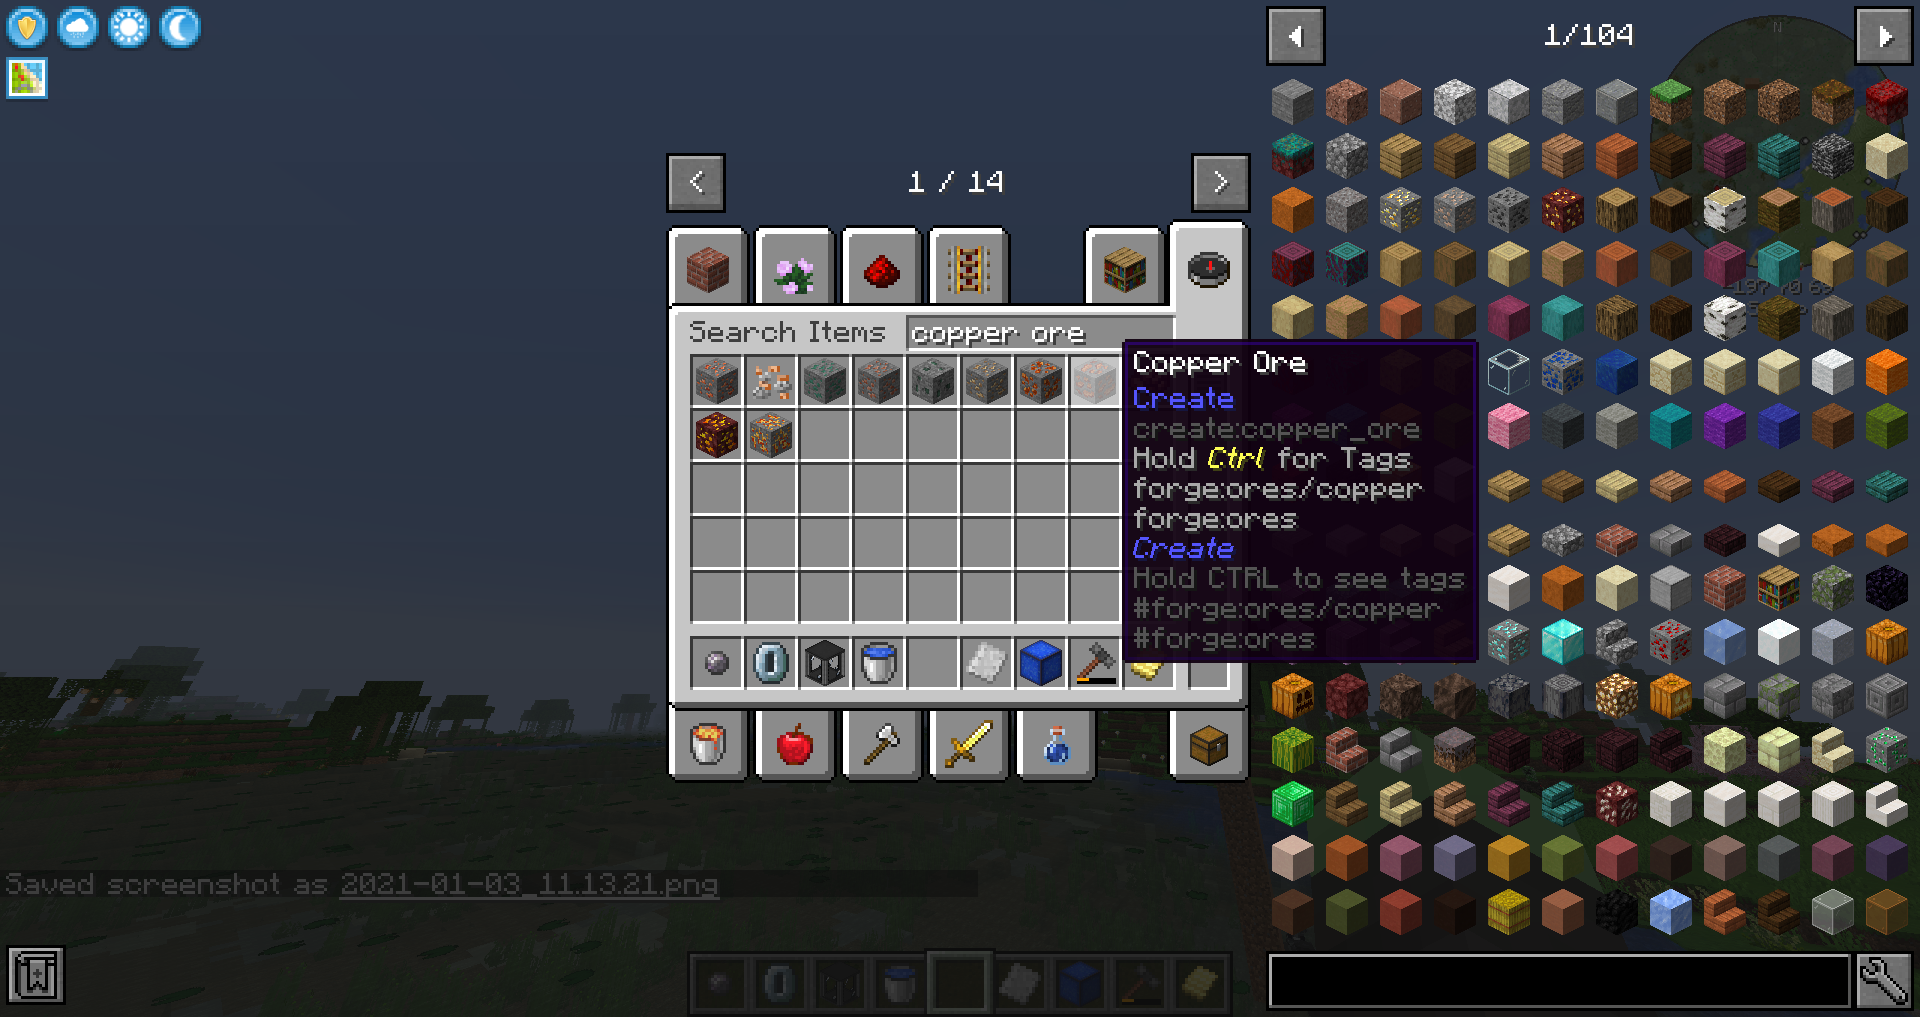 1/104
N
< 1 / 14 >
Search Items copper ore
Copper Ore
Create
create:copper_ore
Hold Ctrl for Tags
forge:ores/copper
forge:ores
Create
Hold CTRL to see tags
#forge:ores/copper
#forge:ores
Saved screenshot as 2021-01-03_11.13.21.png